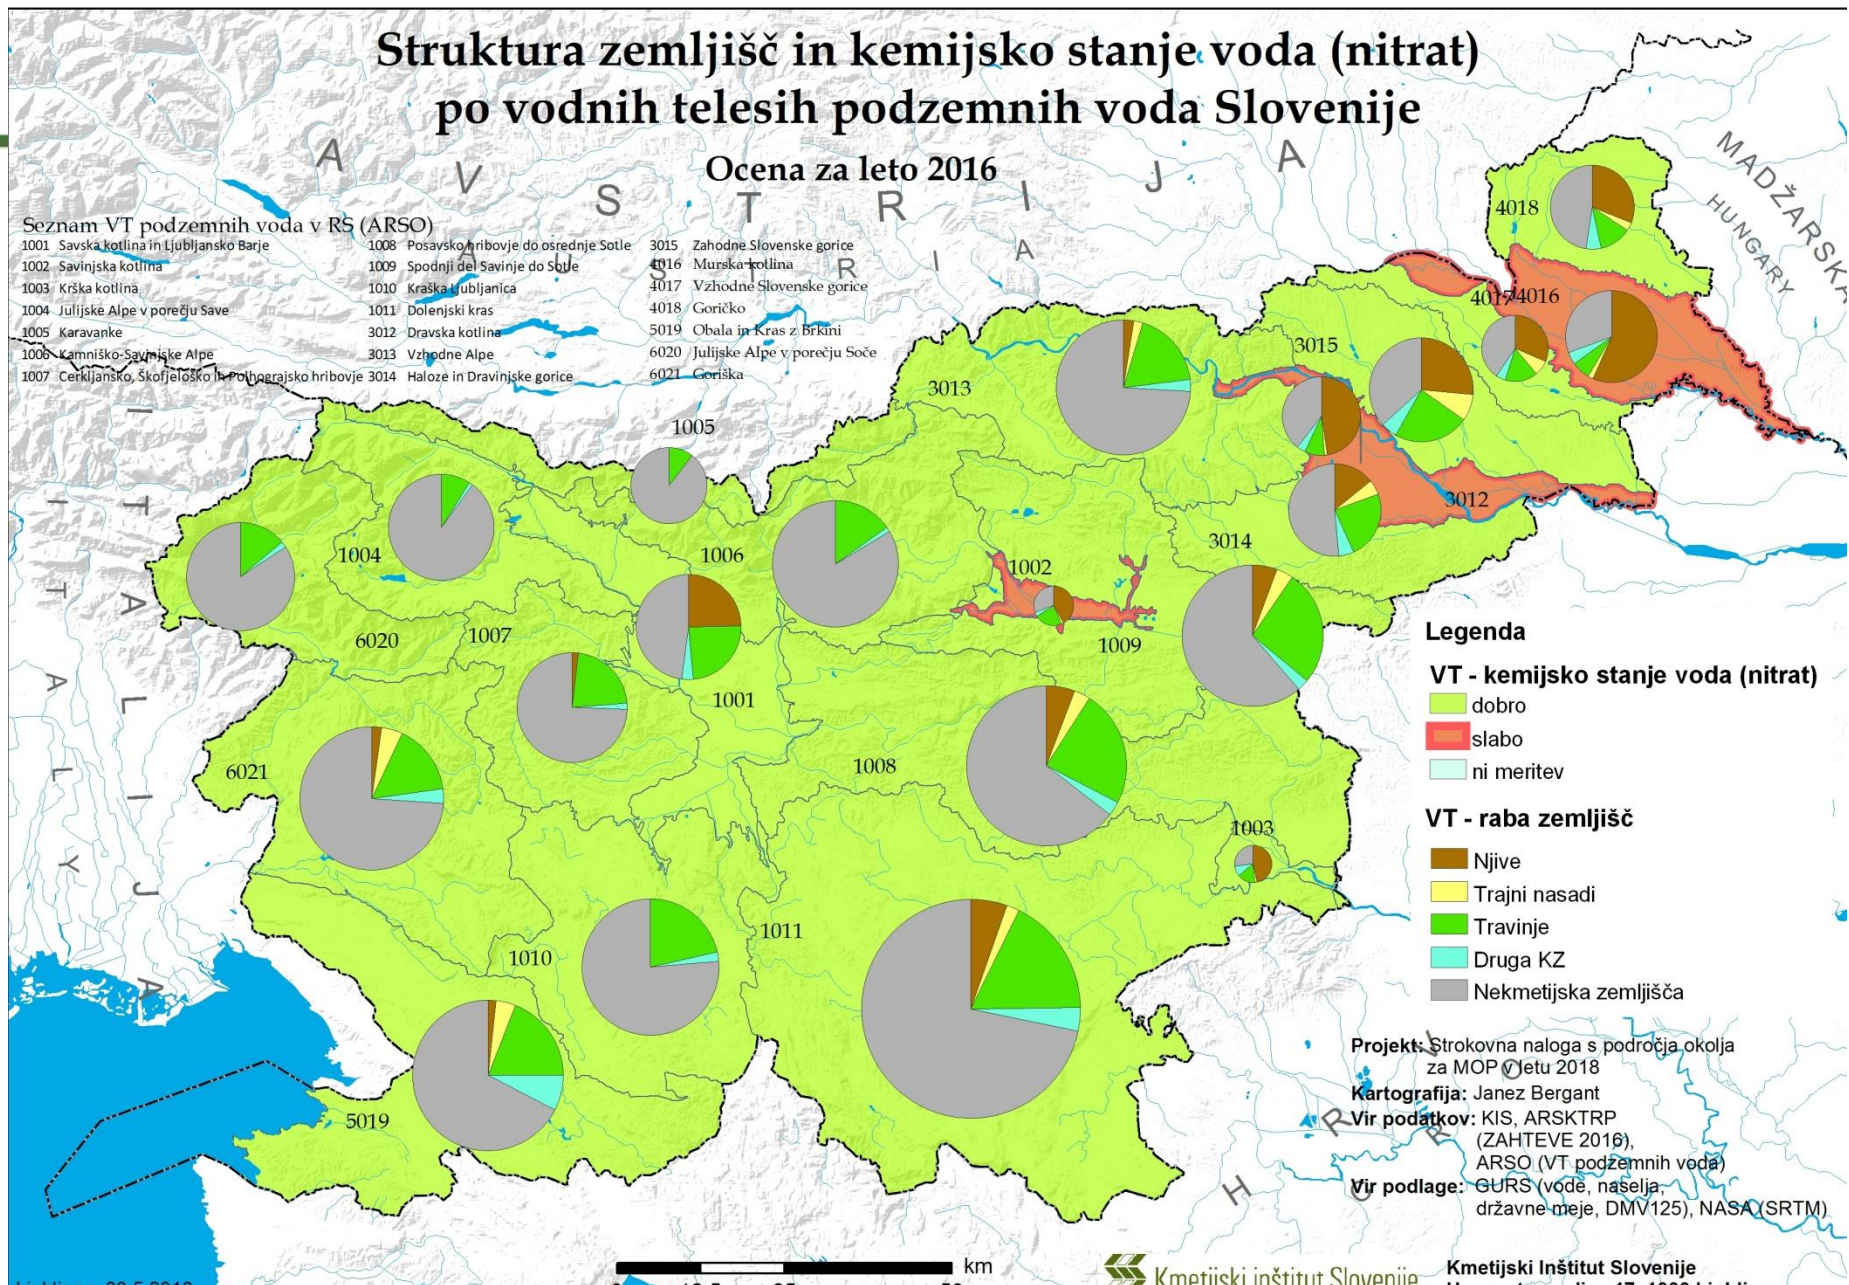 Struktura zemljišč in kemijsko stanje voda (nitrat)
po vodnih telesih podzemnih voda Slovenije
Ocena za leto 2016
AVSTRIJA
AUSTRIA
MADŽARSKA
HUNGARY
ITALIJA
ITALY
Seznam VT podzemnih voda v RS (ARSO)
1001 Savska kotlina in Ljubljansko Barje
1002 Savinjska kotlina
1003 Krška kotlina
1004 Julijske Alpe v porečju Save
1005 Karavanke
1006 Kamniško-Savinjske Alpe
1007 Cerkljansko, Škofjeloško in Polhograjsko hribovje
1008 Posavsko hribovje do osrednje Sotle
1009 Spodnji del Savinje do Sotle
1010 Kraška Ljubljanica
1011 Dolenjski kras
3012 Dravska kotlina
3013 Vzhodne Alpe
3014 Haloze in Dravinjske gorice
3015 Zahodne Slovenske gorice
4016 Murska kotlina
4017 Vzhodne Slovenske gorice
4018 Goričko
5019 Obala in Kras z Brkini
6020 Julijske Alpe v porečju Soče
6021 Goriška
4018
4017
4016
3015
3013
1005
3012
1004
1006
1002
3014
6020
1007
1009
1001
6021
1008
1003
1011
1010
5019
Legenda
VT - kemijsko stanje voda (nitrat)
dobro
slabo
ni meritev
VT - raba zemljišč
Njive
Trajni nasadi
Travinje
Druga KZ
Nekmetijska zemljišča
Projekt: Strokovna naloga s področja okolja
za MOP v letu 2018
Kartografija: Janez Bergant
Vir podatkov: KIS, ARSKTRP
(ZAHTEVE 2016),
ARSO (VT podzemnih voda)
Vir podlage: GURS (vode, naselja,
državne meje, DMV125), NASA (SRTM)
km
Kmetijski inštitut Slovenije
Kmetijski Inštitut Slovenije